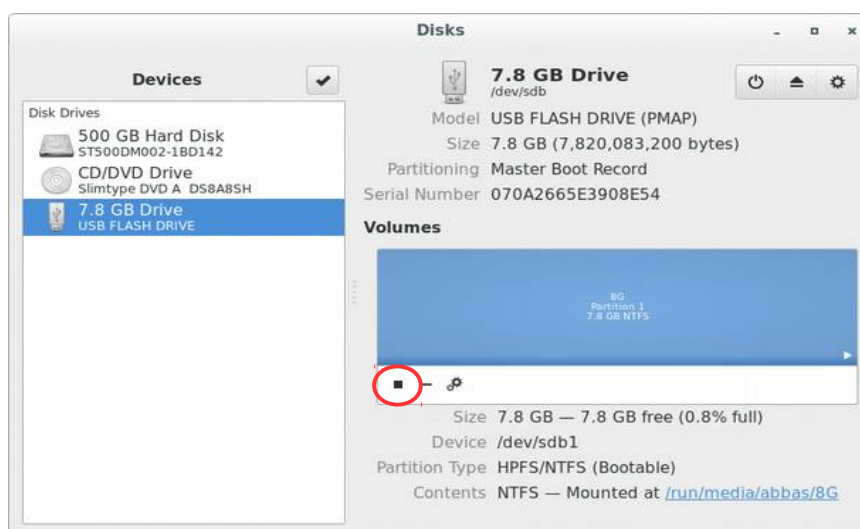 Disks
Devices
Disk Drives
500 GB Hard Disk
ST500DM002-1BD142
CD/DVD Drive
Slimtype DVD A DS8A8SH
7.8 GB Drive
USB FLASH DRIVE
7.8 GB Drive
/dev/sdb
Model USB FLASH DRIVE (PMAP)
Size 7.8 GB (7,820,083,200 bytes)
Partitioning Master Boot Record
Serial Number 070A2665E3908E54
Volumes
8G
Partition 1
7.8 GB NTFS
Size 7.8 GB — 7.8 GB free (0.8% full)
Device /dev/sdb1
Partition Type HPFS/NTFS (Bootable)
Contents NTFS — Mounted at /run/media/abbas/8G